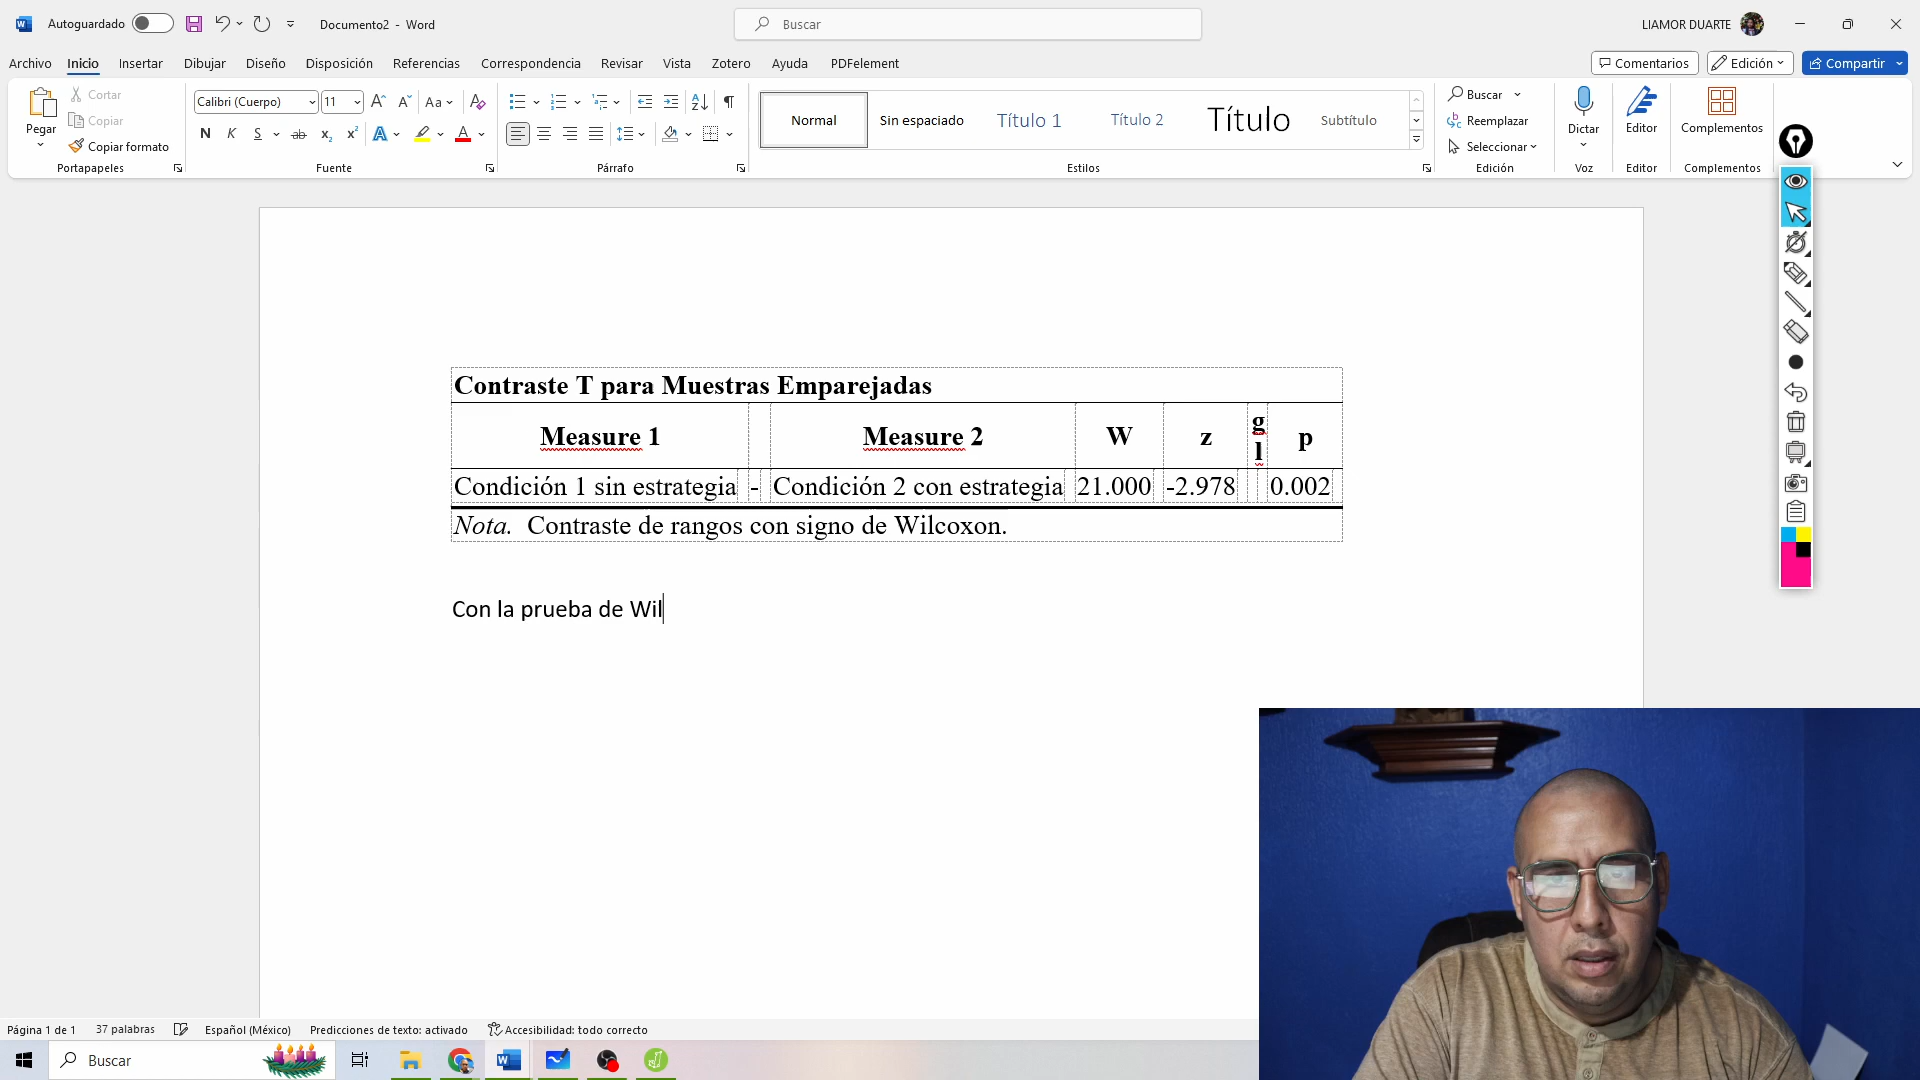 Autoguardado
Documento2 - Word
Buscar
LIAMOR DUARTE
Archivo Inicio Insertar Dibujar Diseño Disposición Referencias Correspondencia Revisar Vista Zotero Ayuda PDFelement
Comentarios Edición Compartir
Pegar
Cortar
Copiar
Copiar formato
Portapapeles
Calibri (Cuerpo) 11
Aa
N K S ab x₂ x²
Fuente
Párrafo
Normal
Sin espaciado
Título 1
Título 2
Título
Subtítulo
Estilos
Buscar
Reemplazar
Seleccionar
Edición
Dictar
Voz
Editor
Editor
Complementos
Complementos
Contraste T para Muestras Emparejadas
Measure 1 Measure 2 W z gl p
Condición 1 sin estrategia - Condición 2 con estrategia 21.000 -2.978 0.002
Nota. Contraste de rangos con signo de Wilcoxon.
Con la prueba de Wil
Página 1 de 1 37 palabras Español (México) Predicciones de texto: activado Accesibilidad: todo correcto
Buscar